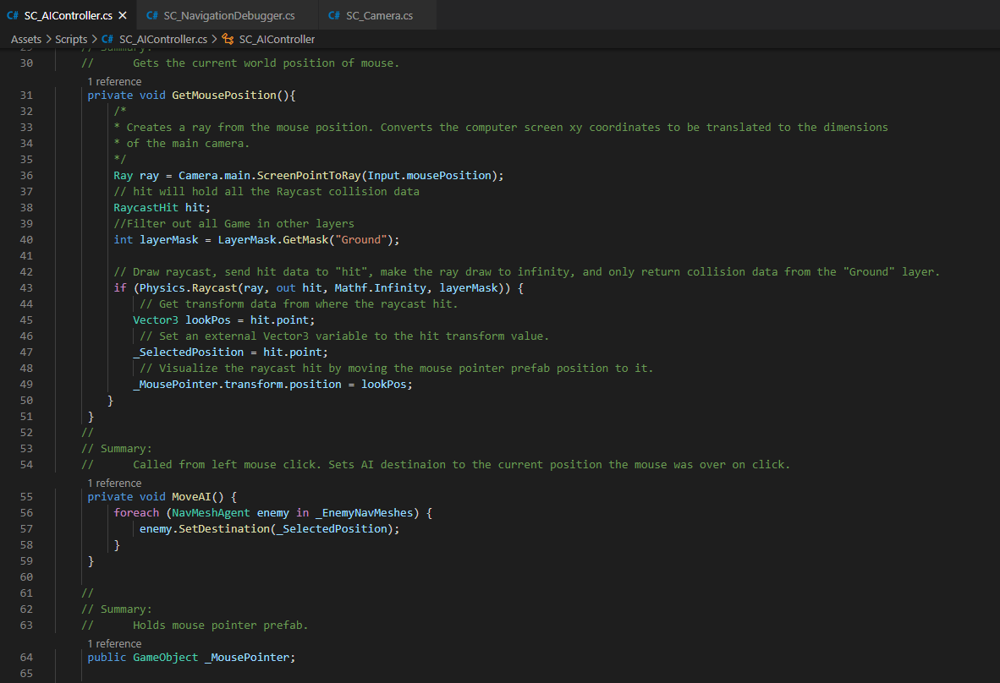 C# SC_AIController.cs × C# SC_NavigationDebugger.cs C# SC_Camera.cs
Assets > Scripts > C# SC_AIController.cs > SC_AIController
29 // Summary:
30 // Gets the current world position of mouse.
1 reference
31 private void GetMousePosition(){
32 /*
33 * Creates a ray from the mouse position. Converts the computer screen xy coordinates to be translated to the dimensions
34 * of the main camera.
35 */
36 Ray ray = Camera.main.ScreenPointToRay(Input.mousePosition);
37 // hit will hold all the Raycast collision data
38 RaycastHit hit;
39 //Filter out all Game in other layers
40 int layerMask = LayerMask.GetMask("Ground");
41
42 // Draw raycast, send hit data to "hit", make the ray draw to infinity, and only return collision data from the "Ground" layer.
43 if (Physics.Raycast(ray, out hit, Mathf.Infinity, layerMask)) {
44 // Get transform data from where the raycast hit.
45 Vector3 lookPos = hit.point;
46 // Set an external Vector3 variable to the hit transform value.
47 _SelectedPosition = hit.point;
48 // Visualize the raycast hit by moving the mouse pointer prefab position to it.
49 _MousePointer.transform.position = lookPos;
50 }
51 }
52 //
53 // Summary:
54 // Called from left mouse click. Sets AI destinaion to the current position the mouse was over on click.
1 reference
55 private void MoveAI() {
56 foreach (NavMeshAgent enemy in _EnemyNavMeshes) {
57 enemy.SetDestination(_SelectedPosition);
58 }
59 }
60
61 //
62 // Summary:
63 // Holds mouse pointer prefab.
1 reference
64 public GameObject _MousePointer;
65